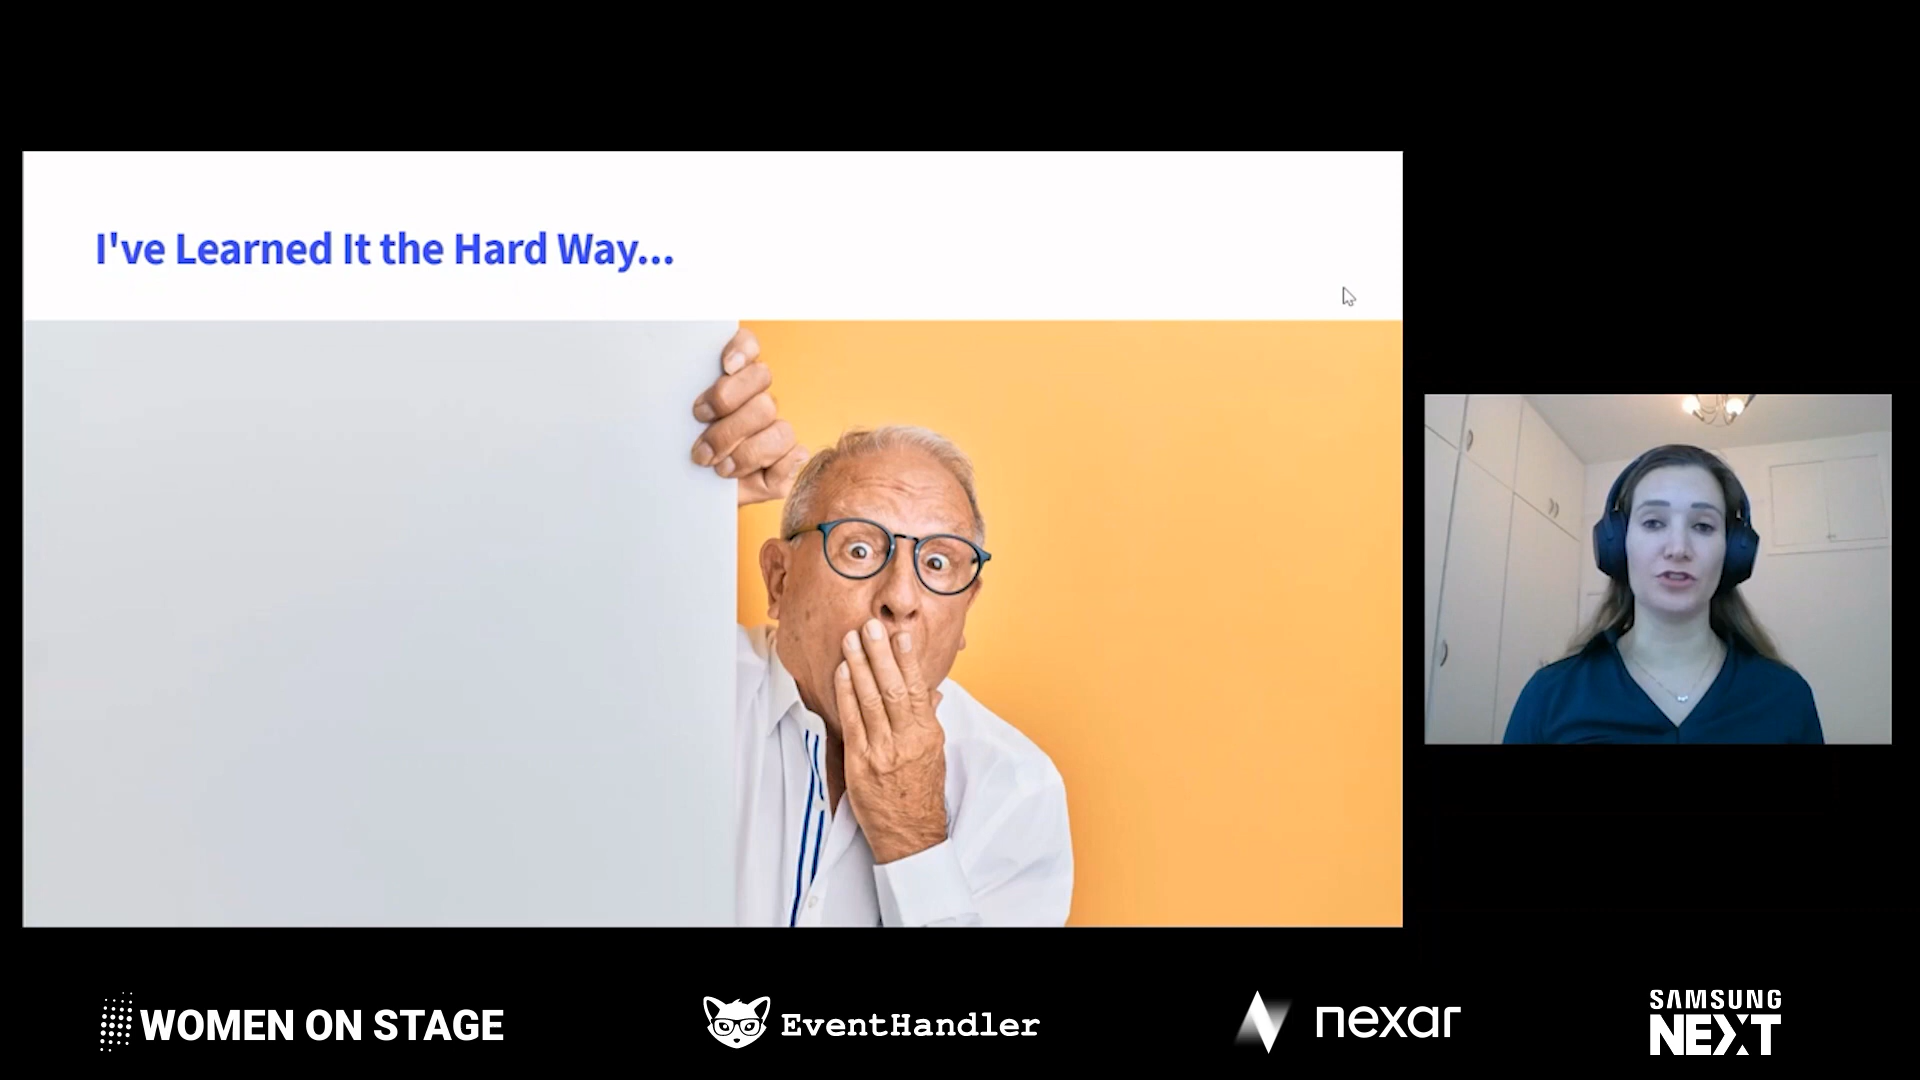 I've Learned It the Hard Way...
WOMEN ON STAGE
EventHandler
nexar
SAMSUNG
NEXT